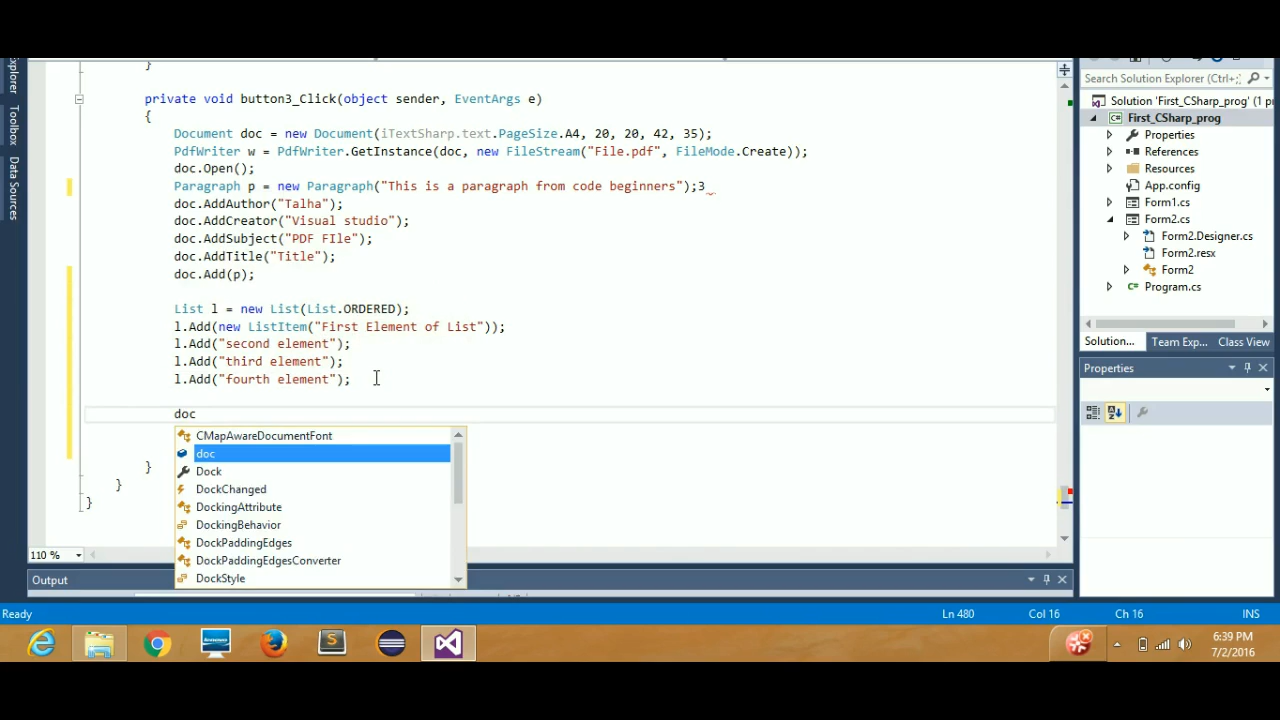 }
Search Solution Explorer (Ctrl+;
private void button3_Click(object sender, EventArgs e)
Solution 'First_CSharp_prog' (1 p
{
First_CSharp_prog
Document doc = new Document(iTextSharp.text.PageSize.A4, 20, 20, 42, 35);
Properties
PdfWriter w = PdfWriter.GetInstance(doc, new FileStream("File.pdf", FileMode.Create));
References
doc.Open();
Resources
Paragraph p = new Paragraph("This is a paragraph from code beginners");3
App.config
doc.AddAuthor("Talha");
Form1.cs
doc.AddCreator("Visual studio");
Form2.cs
doc.AddSubject("PDF FIle");
Form2.Designer.cs
doc.AddTitle("Title");
Form2.resx
doc.Add(p);
Form2
Program.cs
List l = new List(List.ORDERED);
l.Add(new ListItem("First Element of List"));
l.Add("second element");
Solution... Team Exp... Class View
l.Add("third element");
Properties
l.Add("fourth element");
doc
CMapAwareDocumentFont
doc
Dock
DockChanged
DockingAttribute
DockingBehavior
DockPaddingEdges
DockPaddingEdgesConverter
DockStyle
}
}
}
110 %
Output
Ready
Ln 480 Col 16 Ch 16 INS
6:39 PM
7/2/2016
Explorer
Toolbox
Data Sources